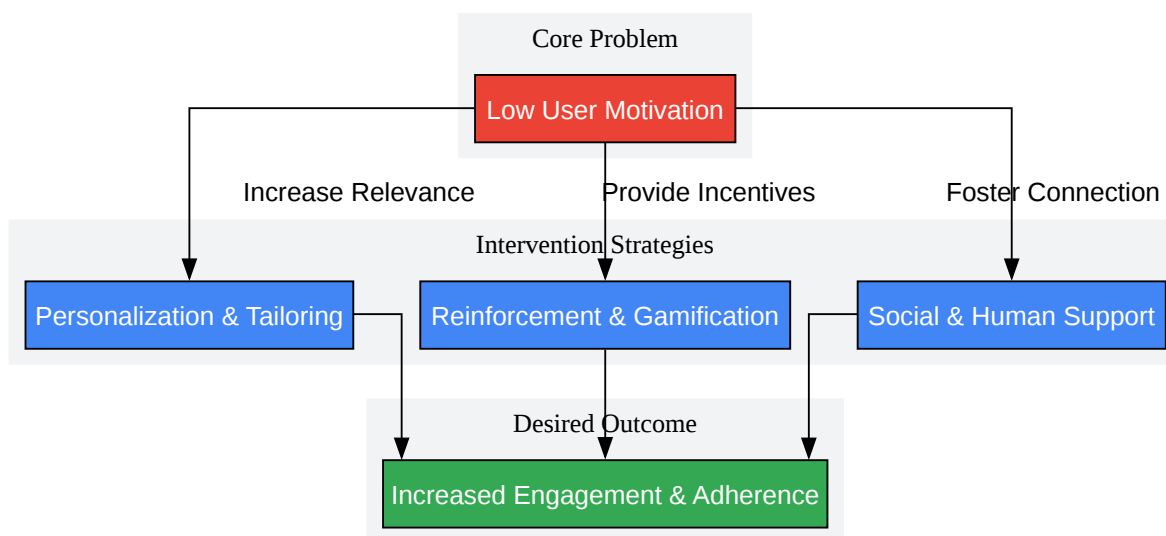 Core Problem
Low User Motivation
Increase Relevance
Provide Incentives
Foster Connection
Intervention Strategies
Personalization & Tailoring
Reinforcement & Gamification
Social & Human Support
Desired Outcome
Increased Engagement & Adherence